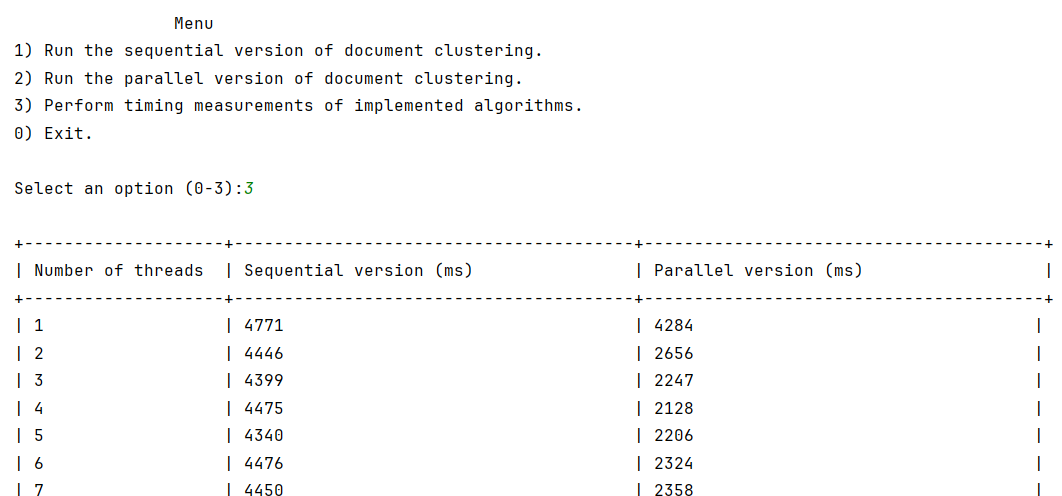 Menu
1) Run the sequential version of document clustering.
2) Run the parallel version of document clustering.
3) Perform timing measurements of implemented algorithms.
0) Exit.
Select an option (0-3):3
+--------------------+----------------------------------------+----------------------------------------+
| Number of threads  | Sequential version (ms)                | Parallel version (ms)                  |
+--------------------+----------------------------------------+----------------------------------------+
| 1                  | 4771                                   | 4284                                  |
| 2                  | 4446                                   | 2656                                  |
| 3                  | 4399                                   | 2247                                  |
| 4                  | 4475                                   | 2128                                  |
| 5                  | 4340                                   | 2206                                  |
| 6                  | 4476                                   | 2324                                  |
| 7                  | 4450                                   | 2358                                  |